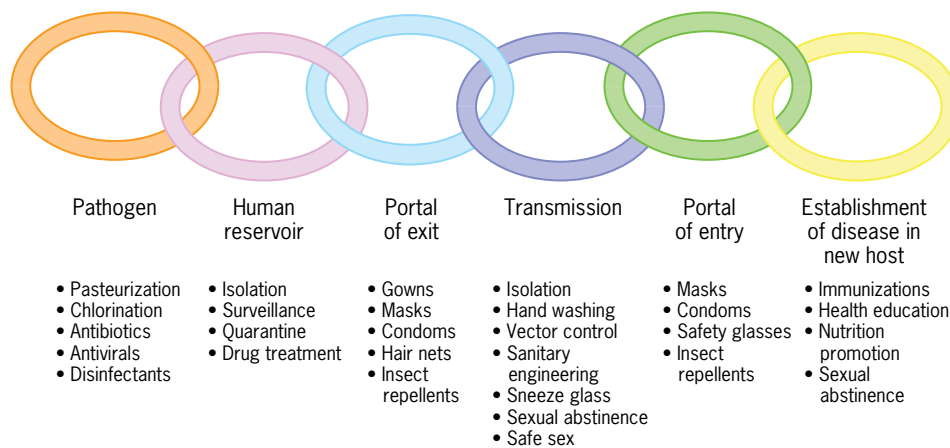 Pathogen
Human
reservoir
Portal
of exit
Transmission
Portal
of entry
Establishment
of disease in
new host
• Pasteurization
• Chlorination
• Antibiotics
• Antivirals
• Disinfectants
• Isolation
• Surveillance
• Quarantine
• Drug treatment
• Gowns
• Masks
• Condoms
• Hair nets
• Insect
repellents
• Isolation
• Hand washing
• Vector control
• Sanitary
engineering
• Sneeze glass
• Sexual abstinence
• Safe sex
• Masks
• Condoms
• Safety glasses
• Insect
repellents
• Immunizations
• Health education
• Nutrition
promotion
• Sexual
abstinence